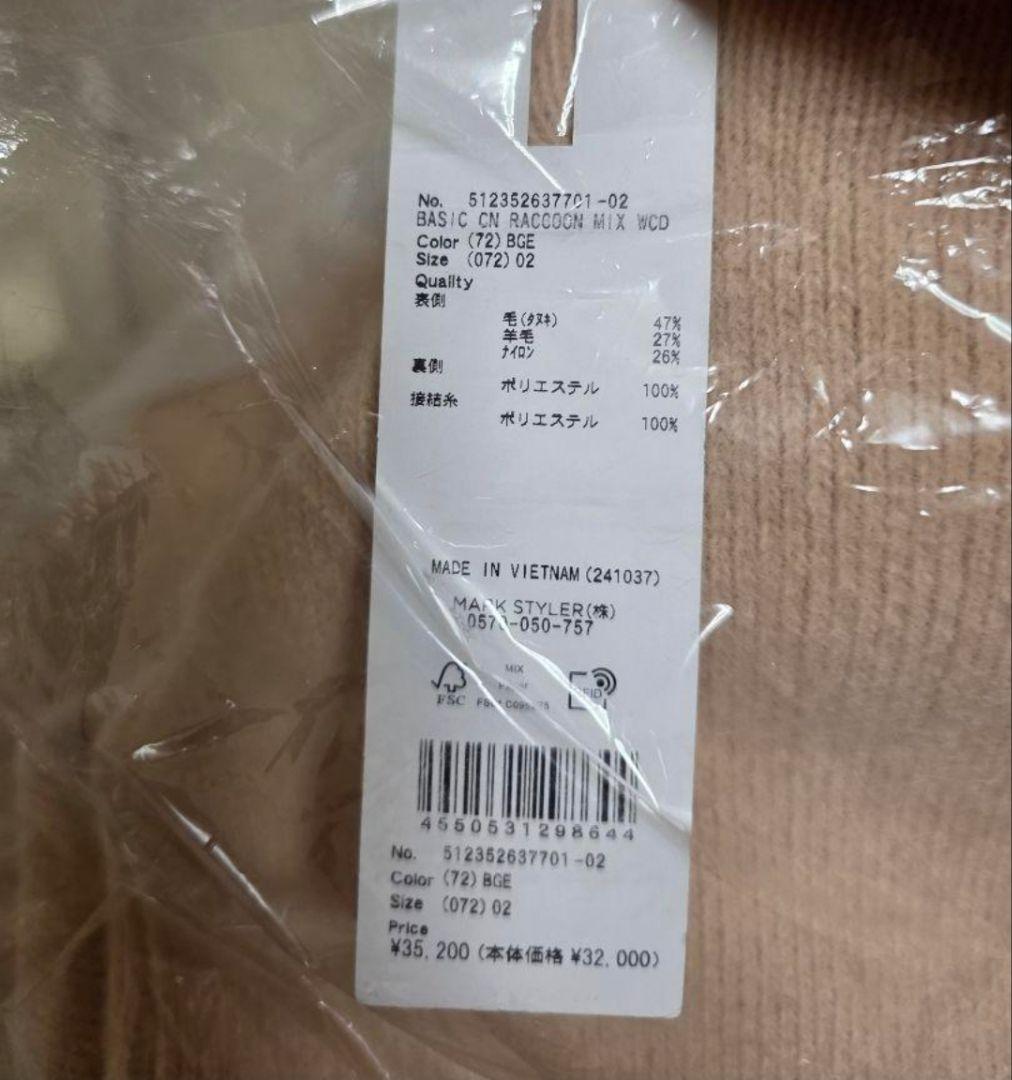 No. 512352637701-02
BASIC CN RACCOON MIX WCD
Color (72) BGE
Size (072) 02
Quality
表側
毛(タヌキ) 47%
羊毛 27%
ナイロン 26%
裏側
ポリエステル 100%
接結糸
ポリエステル 100%
MADE IN VIETNAM (241037)
MARK STYLER(株)
0570-050-757
FSC
MIX
4550531298644
No. 512352637701-02
Color (72) BGE
Size (072) 02
Price
¥35,200 (本体価格 ¥32,000)